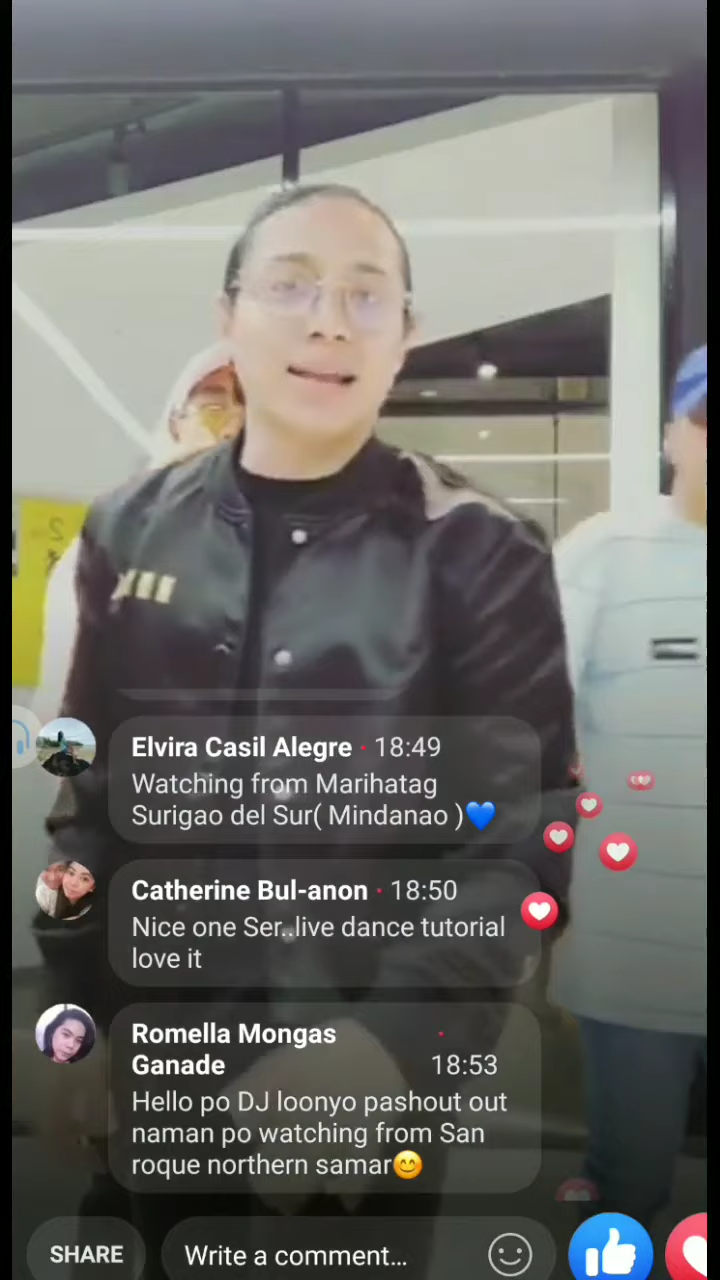 Elvira Casil Alegre · 18:49
Watching from Marihatag
Surigao del Sur( Mindanao )💙
Catherine Bul-anon · 18:50
Nice one Ser..live dance tutorial
love it
Romella Mongas ·
Ganade 18:53
Hello po DJ loonyo pashout out
naman po watching from San
roque northern samar😊
SHARE
Write a comment...